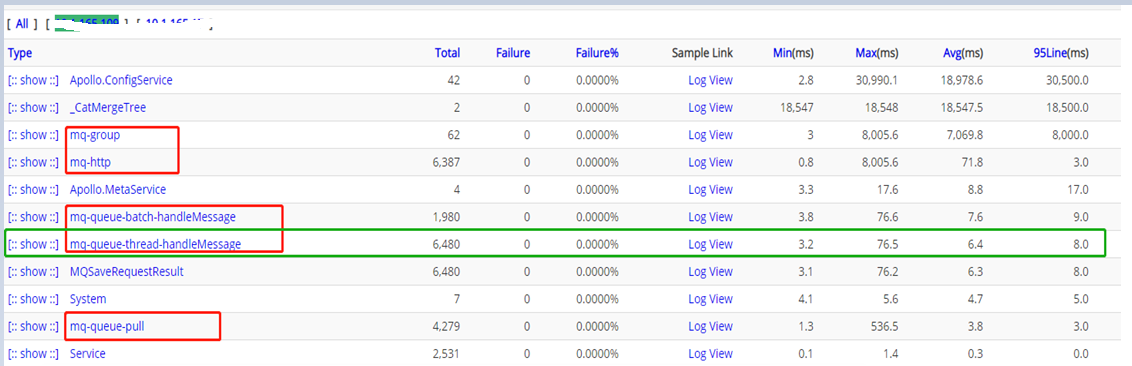 [ All ] [
Type Total Failure Failure% Sample Link Min(ms) Max(ms) Avg(ms) 95Line(ms)
[:: show ::] Apollo.ConfigService 42 0 0.0000% Log View 2.8 30,990.1 18,978.6 30,500.0
[:: show ::] _CatMergeTree 2 0 0.0000% Log View 18,547 18,548 18,547.5 18,500.0
[:: show ::] mq-group 62 0 0.0000% Log View 3 8,005.6 7,069.8 8,000.0
[:: show ::] mq-http 6,387 0 0.0000% Log View 0.8 8,005.6 71.8 3.0
[:: show ::] Apollo.MetaService 4 0 0.0000% Log View 3.3 17.6 8.8 17.0
[:: show ::] mq-queue-batch-handleMessage 1,980 0 0.0000% Log View 3.8 76.6 7.6 9.0
[:: show ::] mq-queue-thread-handleMessage 6,480 0 0.0000% Log View 3.2 76.5 6.4 8.0
[:: show ::] MQSaveRequestResult 6,480 0 0.0000% Log View 3.1 76.2 6.3 8.0
[:: show ::] System 7 0 0.0000% Log View 4.1 5.6 4.7 5.0
[:: show ::] mq-queue-pull 4,279 0 0.0000% Log View 1.3 536.5 3.8 3.0
[:: show ::] Service 2,531 0 0.0000% Log View 0.1 1.4 0.3 0.0